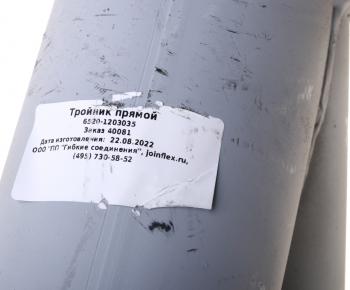 Тройник прямой
6520-1203035
Заказ 40081
Дата изготовления: 22.08.2022
ООО "ПП "Гибкие соединения", joinflex.ru,
(495) 730-58-52